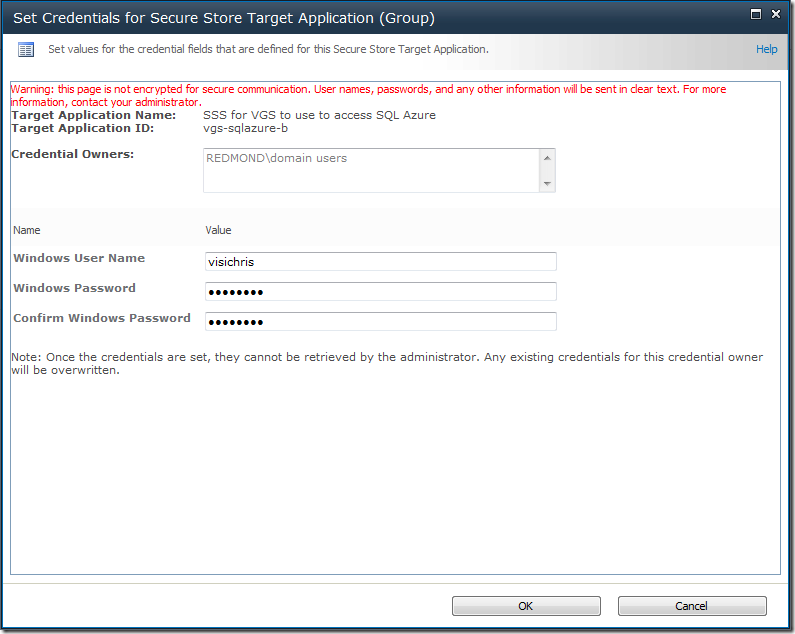 Set Credentials for Secure Store Target Application (Group)
Set values for the credential fields that are defined for this Secure Store Target Application.
Help
Warning: this page is not encrypted for secure communication. User names, passwords, and any other information will be sent in clear text. For more
information, contact your administrator.
Target Application Name: SSS for VGS to use to access SQL Azure
Target Application ID: vgs-sqlazure-b
Credential Owners: REDMOND\domain users
Name Value
Windows User Name visichris
Windows Password ●●●●●●●●
Confirm Windows Password ●●●●●●●●
Note: Once the credentials are set, they cannot be retrieved by the administrator. Any existing credentials for this credential owner
will be overwritten.
OK Cancel